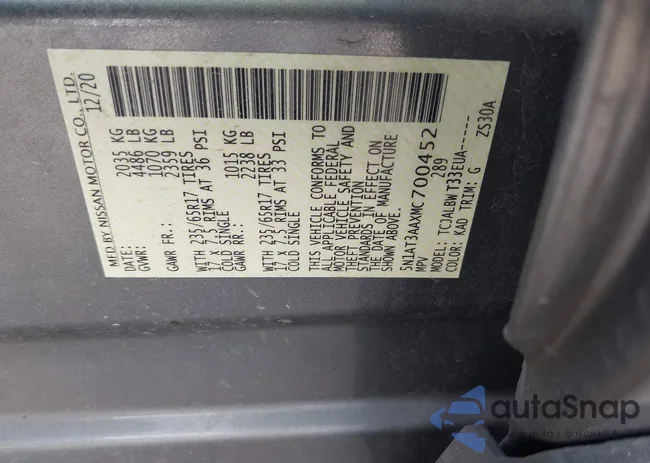 MFD BY NISSAN MOTOR CO., LTD.
12/20
GVWR: 2035 KG
4486 LB
GAWR FR.: 1070 KG
2359 LB
WITH 235/65R17 TIRES
17 X 7.J RIMS AT 36 PSI
COLD SINGLE
GAWR RR.: 1015 KG
2238 LB
WITH 235/65R17 TIRES
17 X 7.J RIMS AT 33 PSI
COLD SINGLE
THIS VEHICLE CONFORMS TO
ALL APPLICABLE FEDERAL
MOTOR VEHICLE SAFETY AND
THEFT PREVENTION
STANDARDS IN EFFECT ON
THE DATE OF MANUFACTURE
SHOWN ABOVE.
5N1AT3AAXMC700452
MPV 289
MODEL: TCJALBWT33EUA------
COLOR: KAD TRIM: G
ZS30A
autaSnap